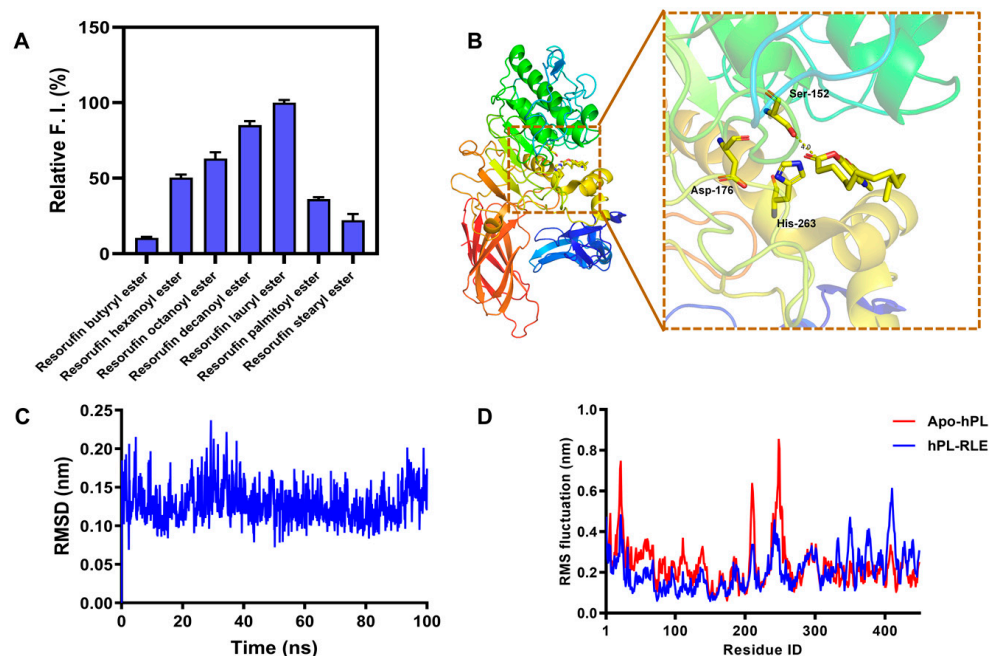 A
Relative F. I. (%)
150
100
50
0
Resorufin butyryl ester
Resorufin hexanoyl ester
Resorufin octanoyl ester
Resorufin decanoyl ester
Resorufin lauryl ester
Resorufin palmitoyl ester
Resorufin stearyl ester
B
Ser-152
4.0
Asp-176
His-263
C
RMSD (nm)
0.25
0.20
0.15
0.10
0.05
0.00
0 20 40 60 80 100
Time (ns)
D
RMS fluctuation (nm)
1.0
0.8
0.6
0.4
0.2
0.0
1 100 200 300 400
Residue ID
Apo-hPL
hPL-RLE